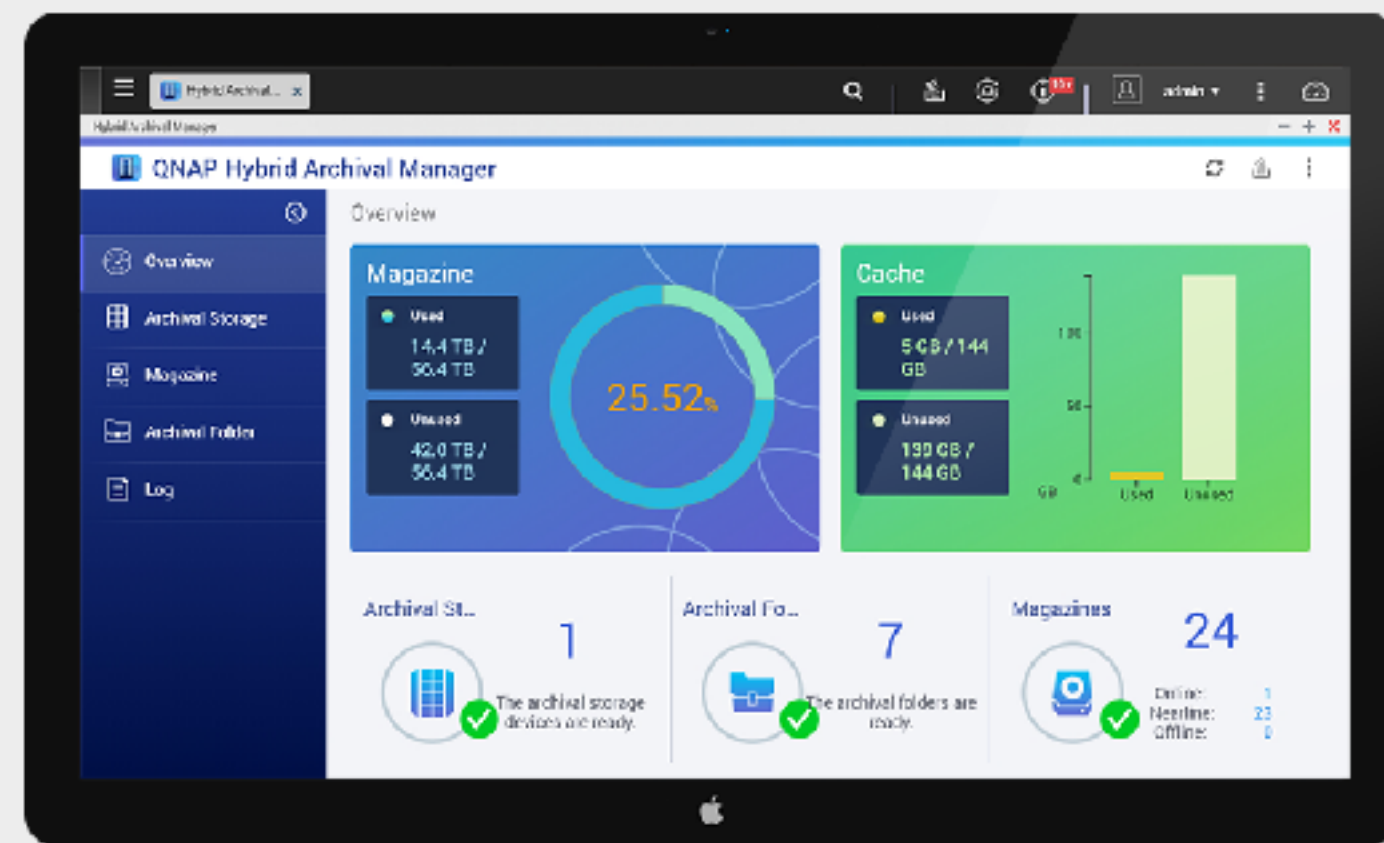 Hybrid Archival...
10+
admin
Hybrid Archival Manager
QNAP Hybrid Archival Manager
Overview
Overview
Archival Storage
Magazine
Archival Folder
Log
Magazine
Used
14.4 TB /
56.4 TB
Unused
42.0 TB /
56.4 TB
25.52%
Cache
Used
5 GB / 144
GB
Unused
139 GB /
144 GB
100
50
0
GB
Used
Unused
Archival St...
1
The archival storage
devices are ready.
Archival Fo...
7
The archival folders are
ready.
Magazines
24
Online: 1
Nearline: 23
Offline: 0